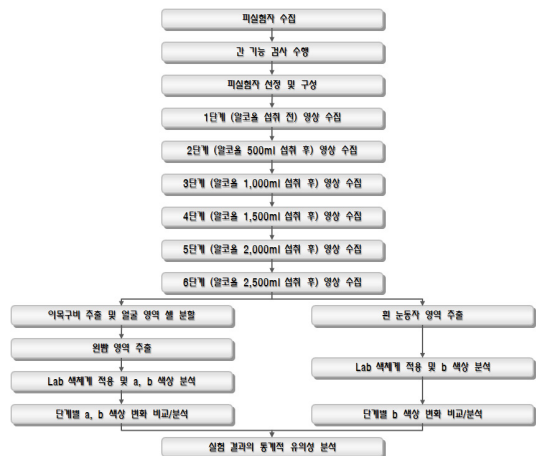 피실험자 수집
간 기능 검사 수행
피실험자 선정 및 구성
1단계 (알코올 섭취 전) 영상 수집
2단계 (알코올 500ml 섭취 후) 영상 수집
3단계 (알코올 1,000ml 섭취 후) 영상 수집
4단계 (알코올 1,500ml 섭취 후) 영상 수집
5단계 (알코올 2,000ml 섭취 후) 영상 수집
6단계 (알코올 2,500ml 섭취 후) 영상 수집
이목구비 추출 및 얼굴 영역 셀 분할
왼뺨 영역 추출
Lab 색체계 적용 및 a, b 색상 분석
단계별 a, b 색상 변화 비교/분석
흰 눈동자 영역 추출
Lab 색체계 적용 및 b 색상 분석
단계별 b 색상 변화 비교/분석
실험 결과의 통계적 유의성 분석